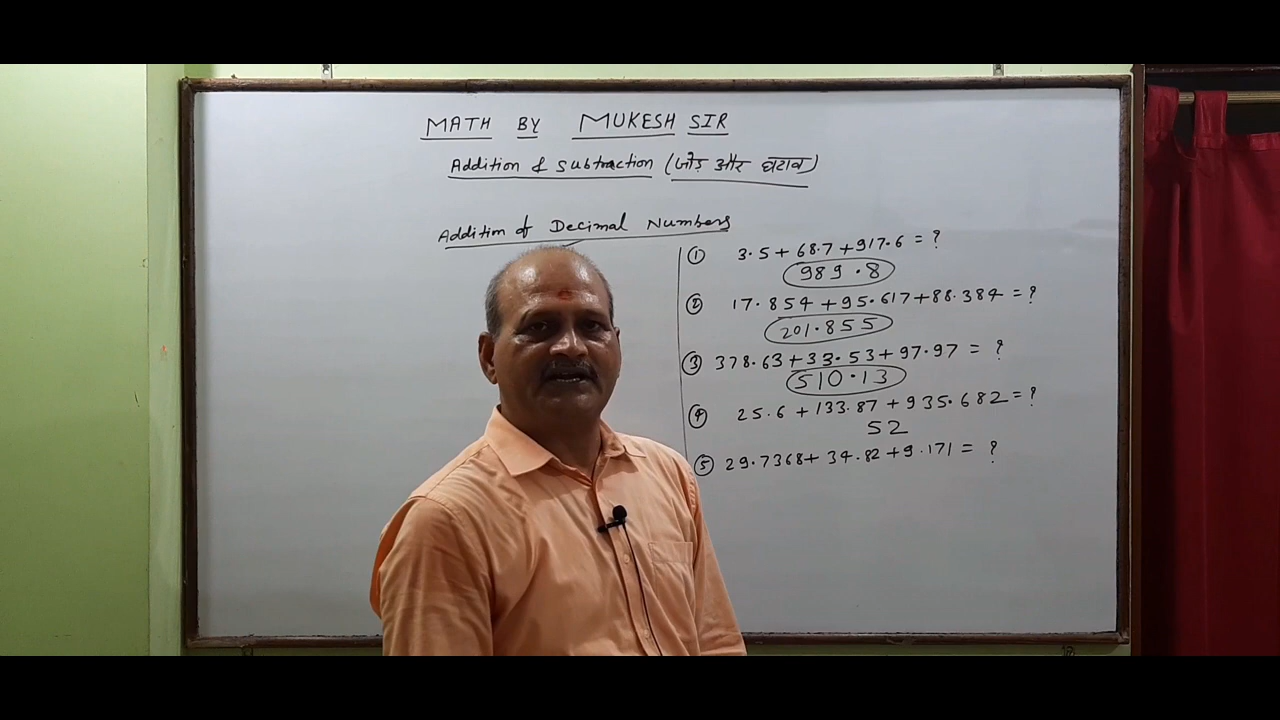 MATH BY MUKESH SIR
Addition & Subtraction (जोड़ और घटाव)
Addition of Decimal Numbers
① 3.5 + 68.7 + 917.6 = ?
989.8
② 17.854 + 95.617 + 88.384 = ?
201.855
③ 378.63 + 33.53 + 97.97 = ?
510.13
④ 25.6 + 133.87 + 935.682 = ?
52
⑤ 29.7368 + 34.82 + 9.171 = ?